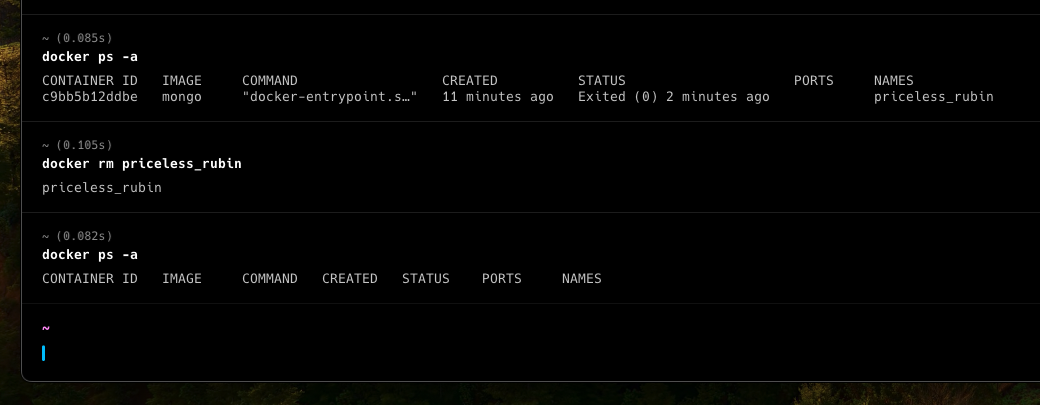 ~ (0.085s)
docker ps -a
CONTAINER ID   IMAGE     COMMAND                  CREATED          STATUS                     PORTS     NAMES
c9bb5b12ddbe   mongo     "docker-entrypoint.s…"   11 minutes ago   Exited (0) 2 minutes ago             priceless_rubin
~ (0.105s)
docker rm priceless_rubin
priceless_rubin
~ (0.082s)
docker ps -a
CONTAINER ID   IMAGE     COMMAND   CREATED   STATUS    PORTS     NAMES
~